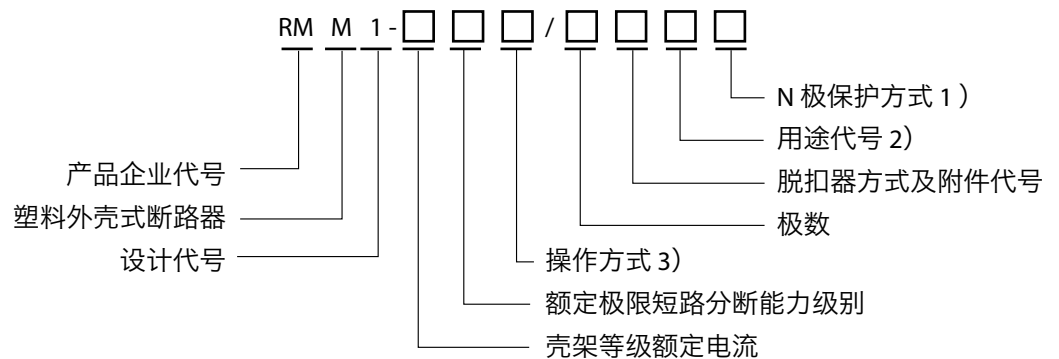 RM M 1 - □ □ □ / □ □ □ □
N 极保护方式 1）
用途代号 2）
脱扣器方式及附件代号
极数
产品企业代号
塑料外壳式断路器
设计代号
操作方式 3）
额定极限短路分断能力级别
壳架等级额定电流